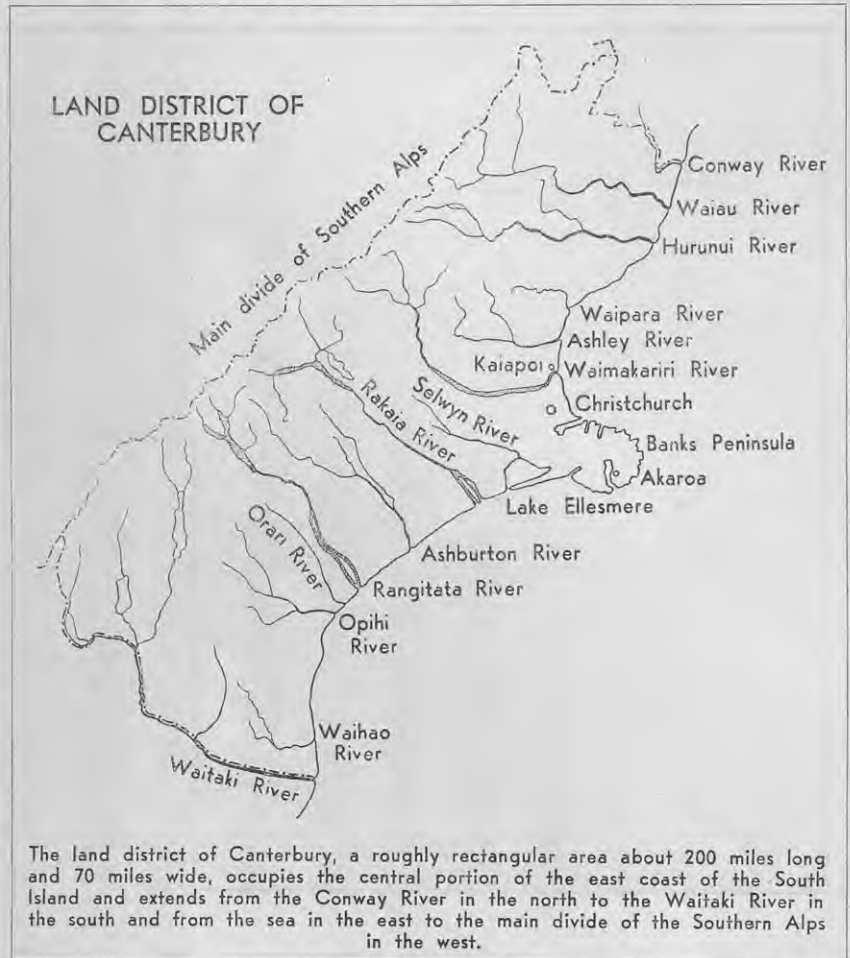 LAND DISTRICT OF
CANTERBURY
Main divide of Southern Alps
Conway River
Waiau River
Hurunui River
Waipara River
Ashley River
Kaiapoi
Waimakariri River
Selwyn River
Christchurch
Rakaia River
Banks Peninsula
Akaroa
Lake Ellesmere
Orari River
Ashburton River
Rangitata River
Opihi
River
Waihao
River
Waitaki River
The land district of Canterbury, a roughly rectangular area about 200 miles long
and 70 miles wide, occupies the central portion of the east coast of the South
Island and extends from the Conway River in the north to the Waitaki River in
the south and from the sea in the east to the main divide of the Southern Alps
in the west.